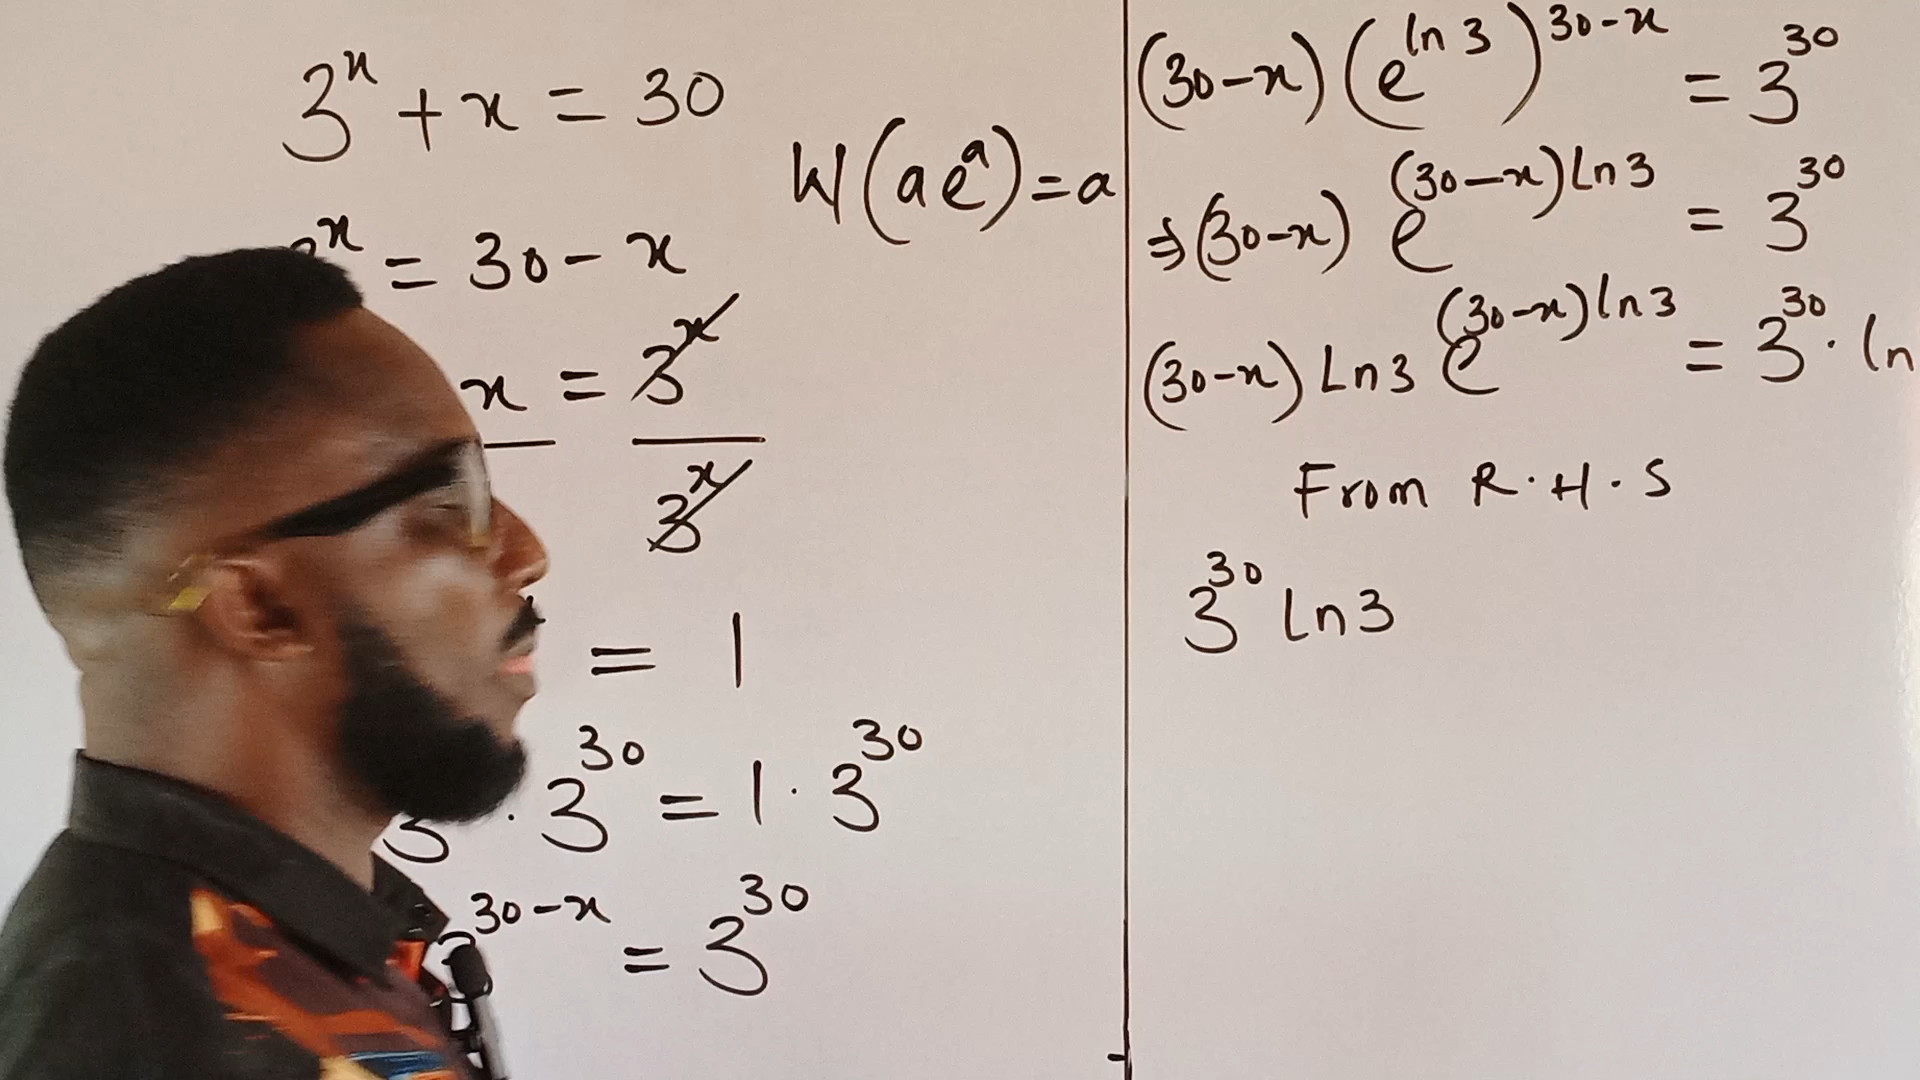 3^x + x = 30
W(ae^a) = a
^x = 30 - x
x = 3^x
3^x
= 1
3 · 3^30 = 1 · 3^30
^30-x = 3^30
(30-x)(e^ln3)^30-x = 3^30
⇒(30-x) e^(30-x)Ln3 = 3^30
(30-x) Ln3 e^(30-x)ln3 = 3^30 · ln
From R.H.S
3^30 Ln3